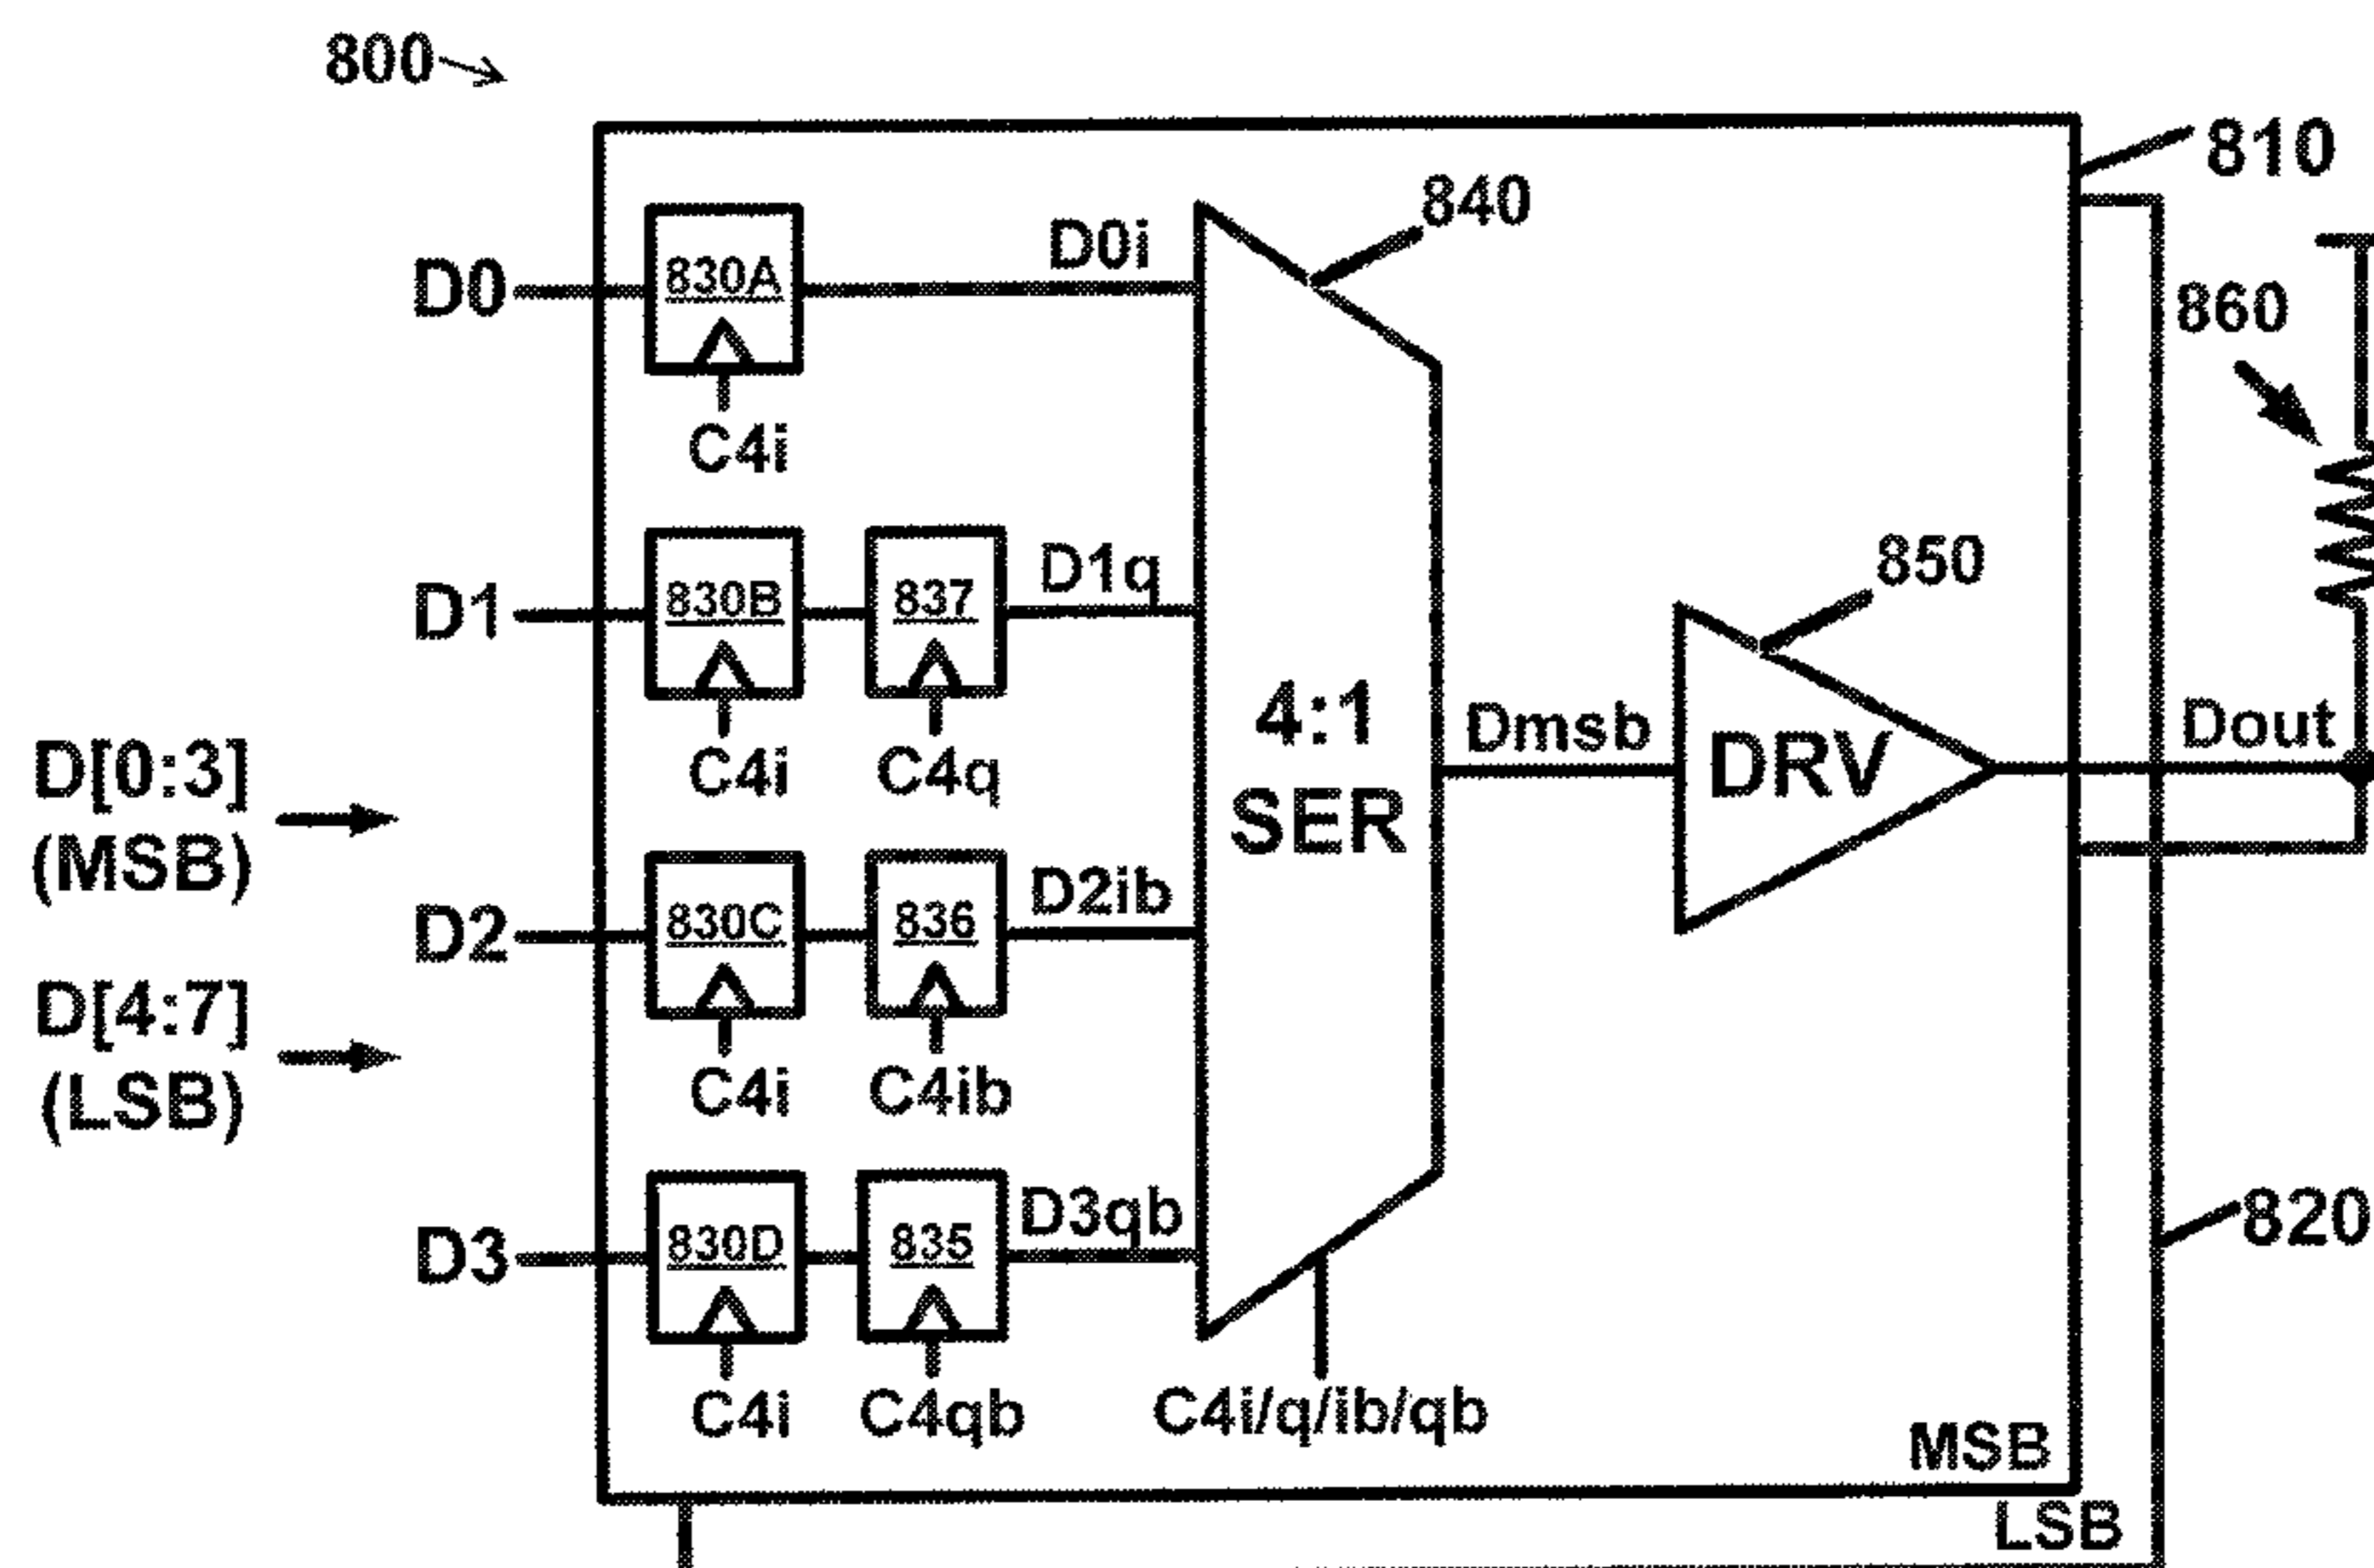 800
810
840
D0
830A
D0i
C4i
860
D1
830B
837
D1q
850
C4i
C4q
4:1
SER
Dmsb
DRV
Dout
D[0:3]
(MSB)
D2
830C
836
D2ib
C4i
C4ib
D[4:7]
(LSB)
D3
830D
835
D3qb
820
C4i
C4qb
C4i/q/ib/qb
MSB
LSB